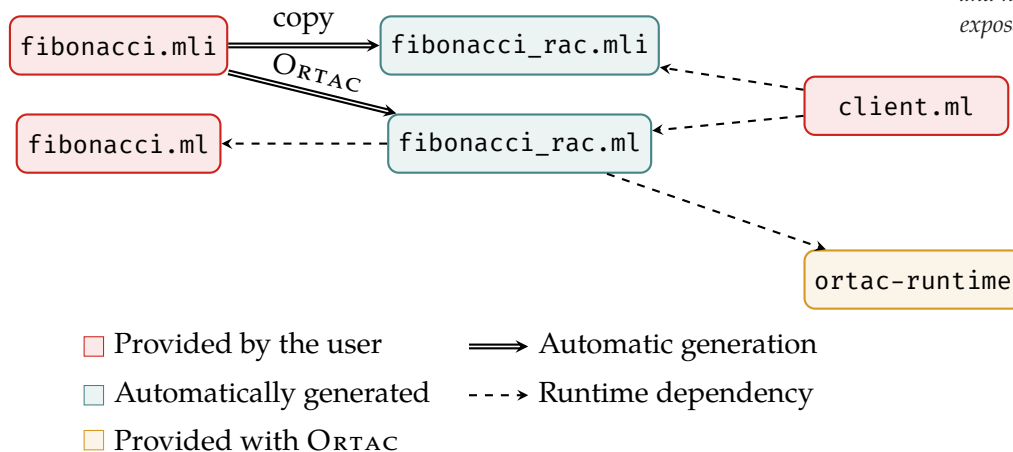 copy
fibonacci.mli
fibonacci_rac.mli
expos
ORTAC
client.ml
fibonacci.ml
fibonacci_rac.ml
ortac-runtime
Provided by the user
Automatic generation
Automatically generated
Runtime dependency
Provided with ORTAC